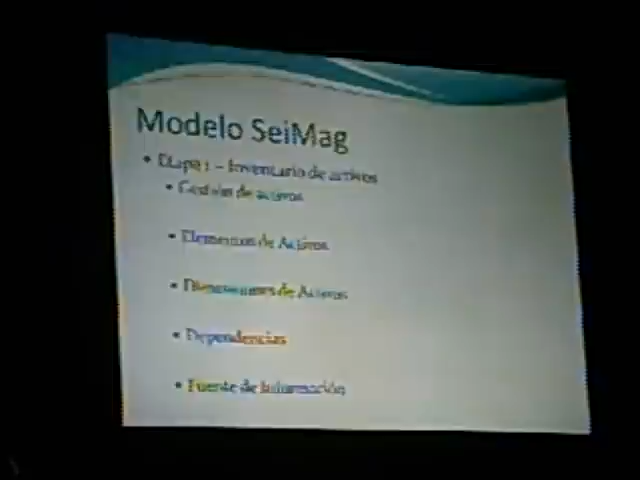 Modelo SeiMag
• Etapa 1 – Inventario de activos
• Gestión de activos
• Elementos de Activos
• Dimensiones de Activos
• Dependencias
• Fuente de Información